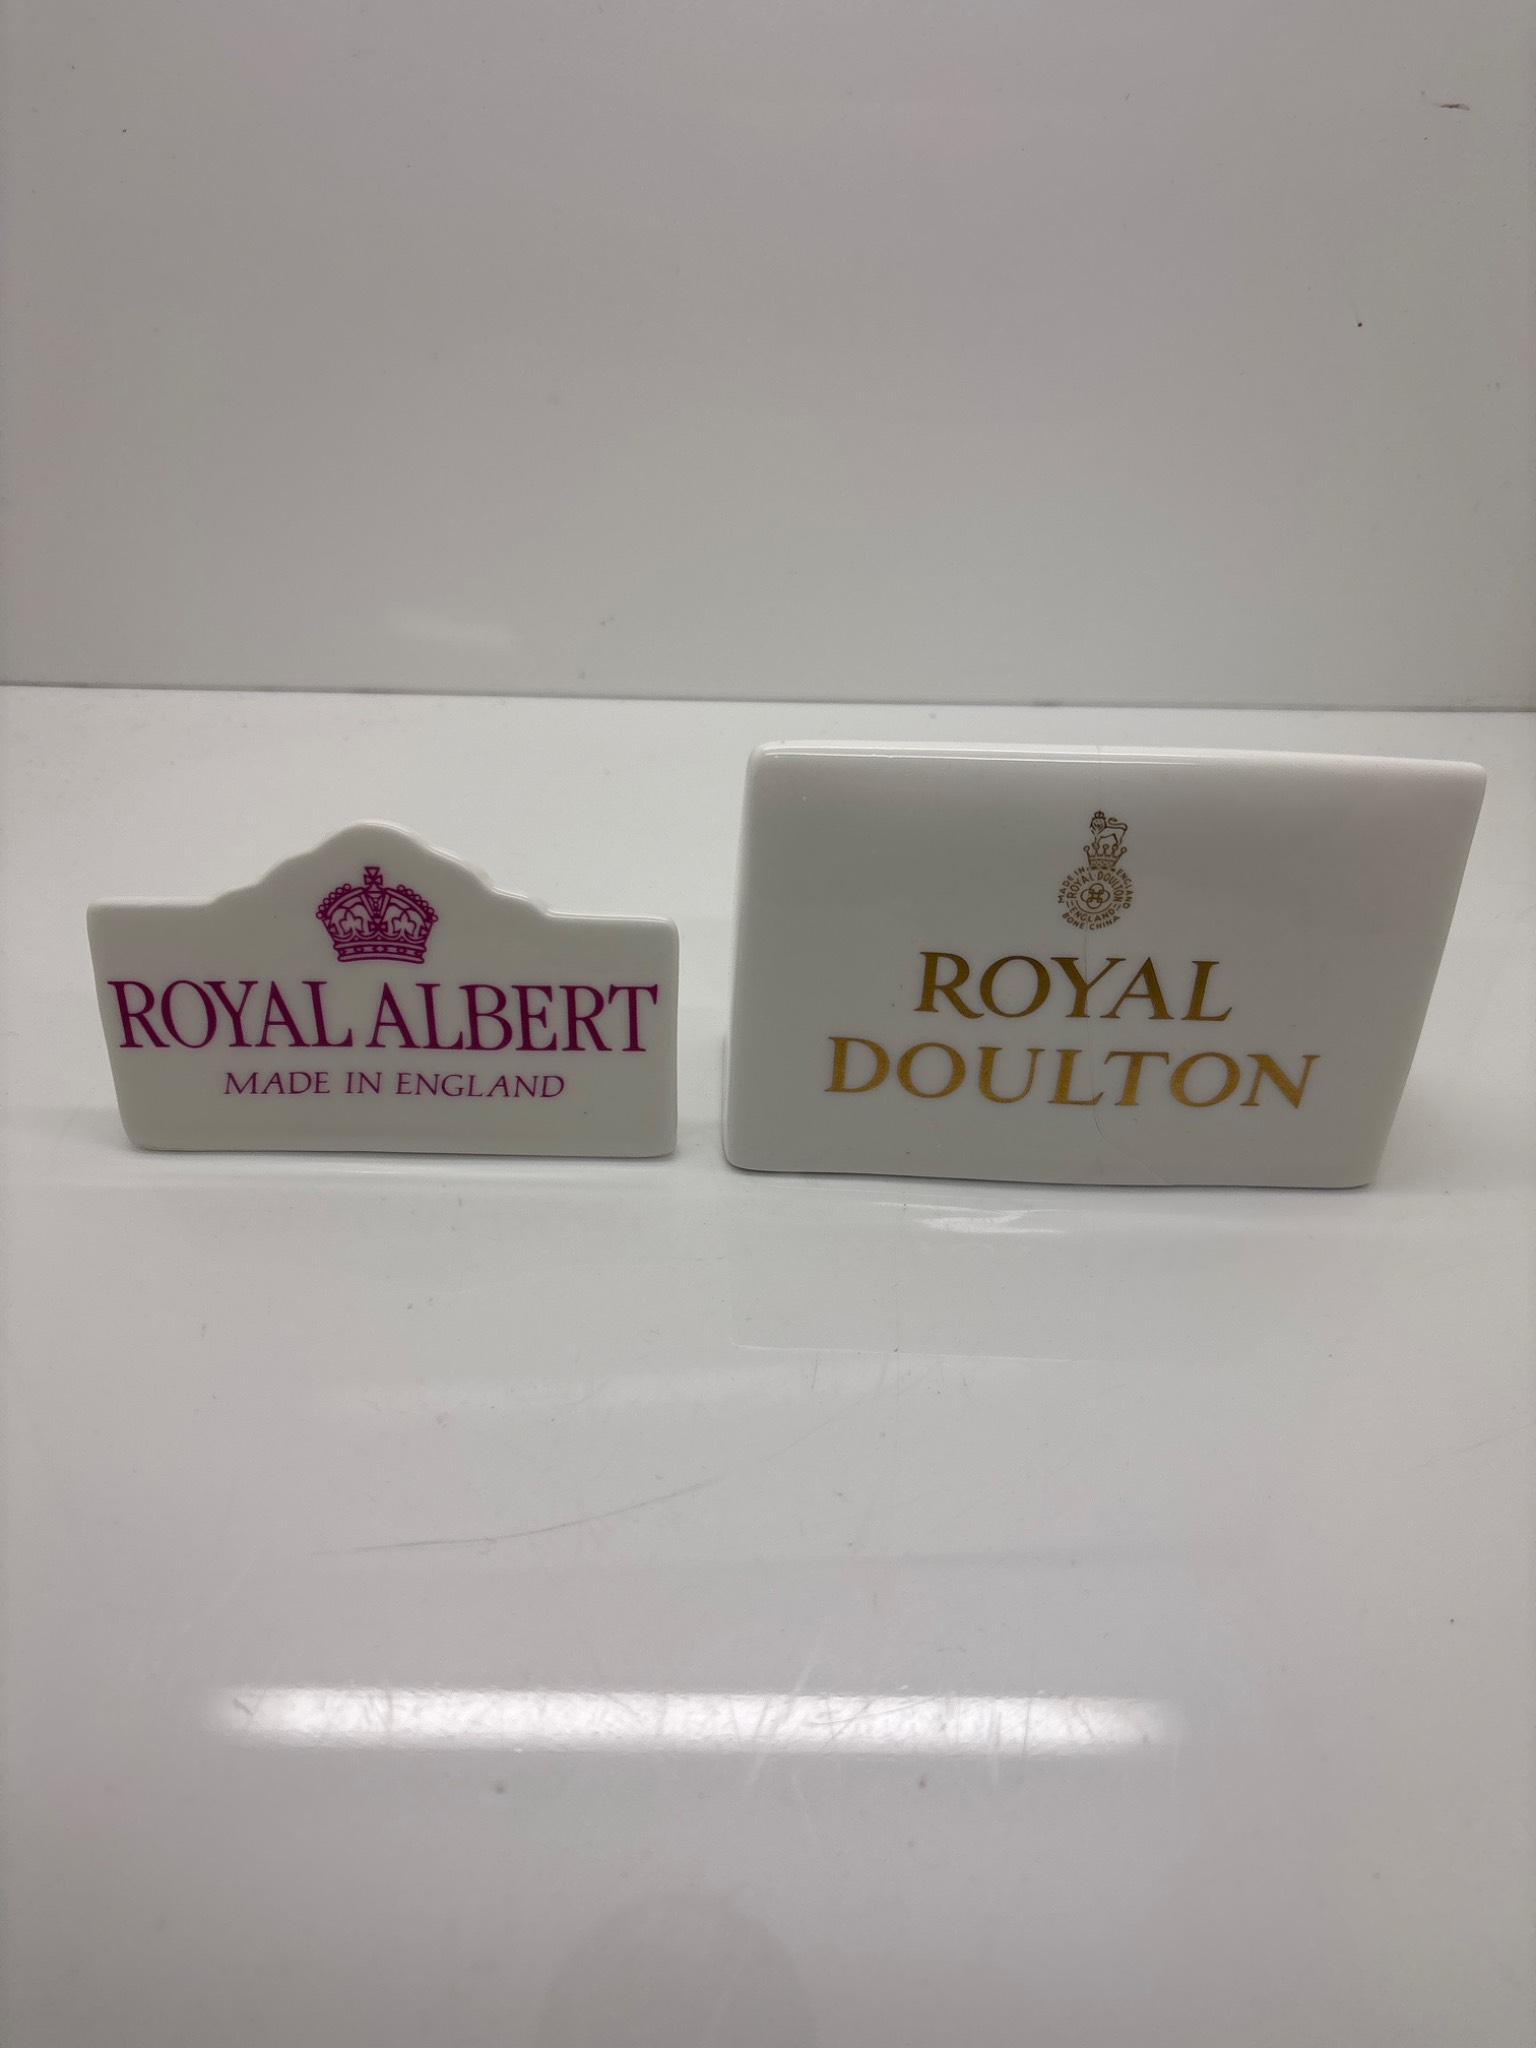 ROYAL ALBERT
MADE IN ENGLAND
MADE IN ENGLAND
ROYAL DOULTON
ENGLAND
BONE CHINA
ROYAL
DOULTON